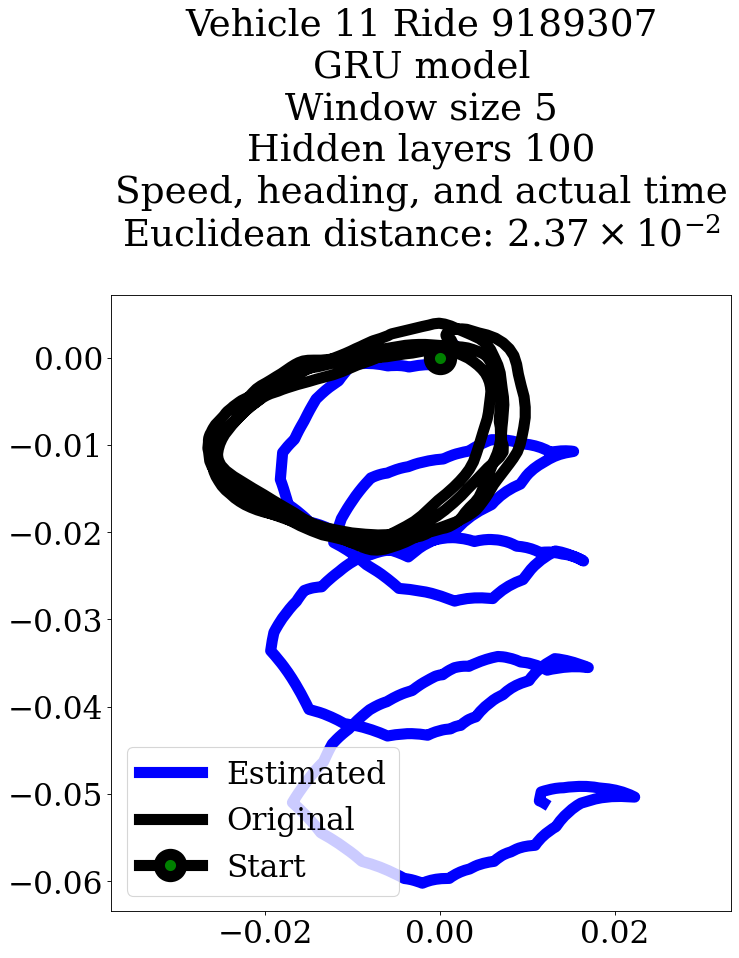 Vehicle 11 Ride 9189307
GRU model
Window size 5
Hidden layers 100
Speed, heading, and actual time
Euclidean distance: 2.37 × 10⁻²
0.00
−0.01
−0.02
−0.03
−0.04
−0.05
−0.06
Estimated
Original
Start
−0.02 0.00 0.02